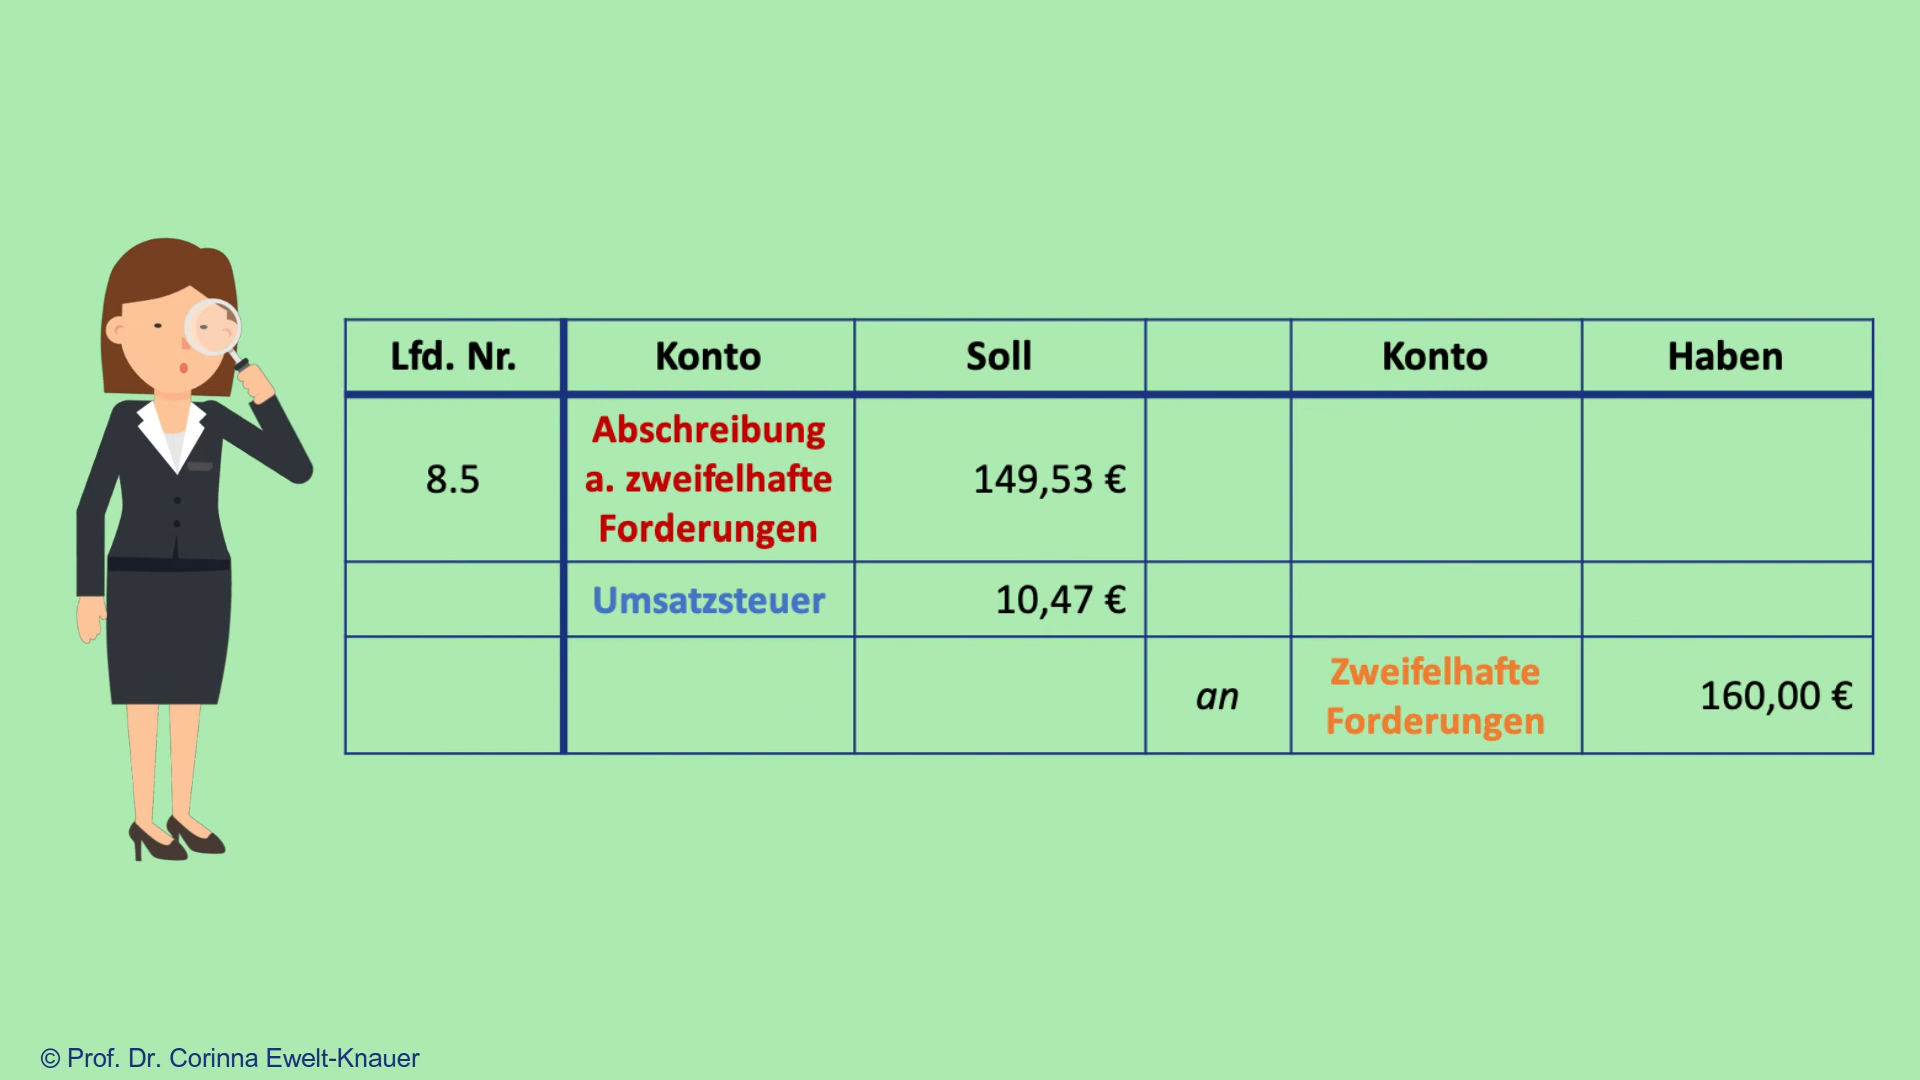 Lfd. Nr. Konto Soll Konto Haben
Abschreibung
8.5 a. zweifelhafte 149,53 €
Forderungen
Umsatzsteuer 10,47 €
Zweifelhafte
an 160,00 €
Forderungen
© Prof. Dr. Corinna Ewelt-Knauer